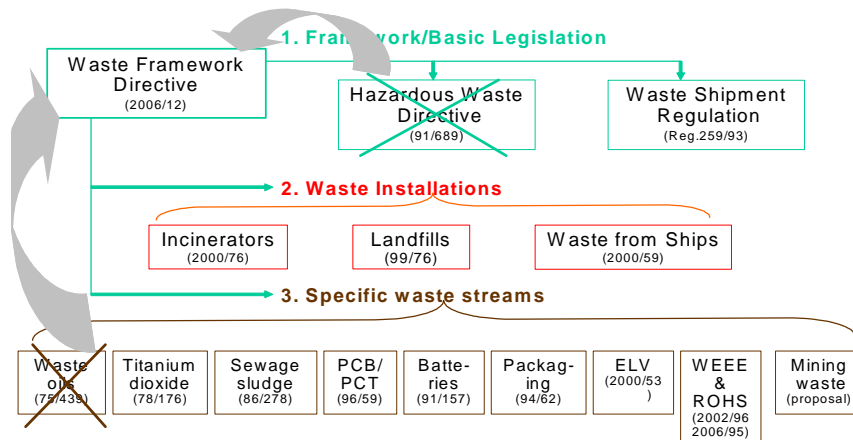 1. Framework/Basic Legislation
Waste Framework
Directive
(2006/12)
Hazardous Waste
Directive
(91/689)
Waste Shipment
Regulation
(Reg.259/93)
2. Waste Installations
Incinerators
(2000/76)
Landfills
(99/76)
Waste from Ships
(2000/59)
3. Specific waste streams
Waste
oils
(75/439)
Titanium
dioxide
(78/176)
Sewage
sludge
(86/278)
PCB/
PCT
(96/59)
Batte-
ries
(91/157)
Packag-
ing
(94/62)
ELV
(2000/53
)
WEEE
&
ROHS
(2002/96
2006/95)
Mining
waste
(proposal)